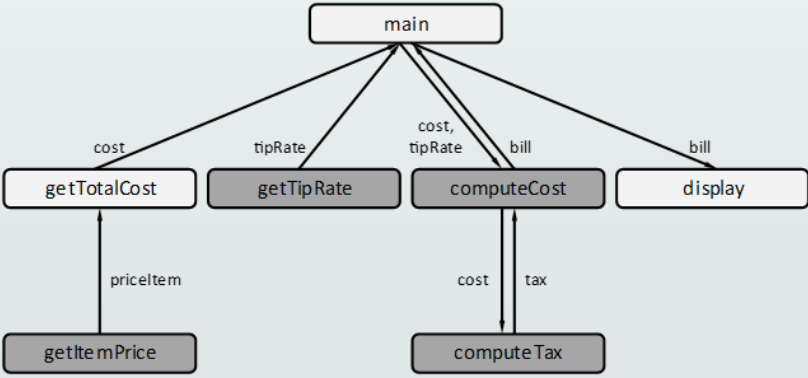 main
cost
tipRate
cost,
tipRate
bill
bill
getTotalCost
getTipRate
computeCost
display
priceItem
cost
tax
getItemPrice
computeTax